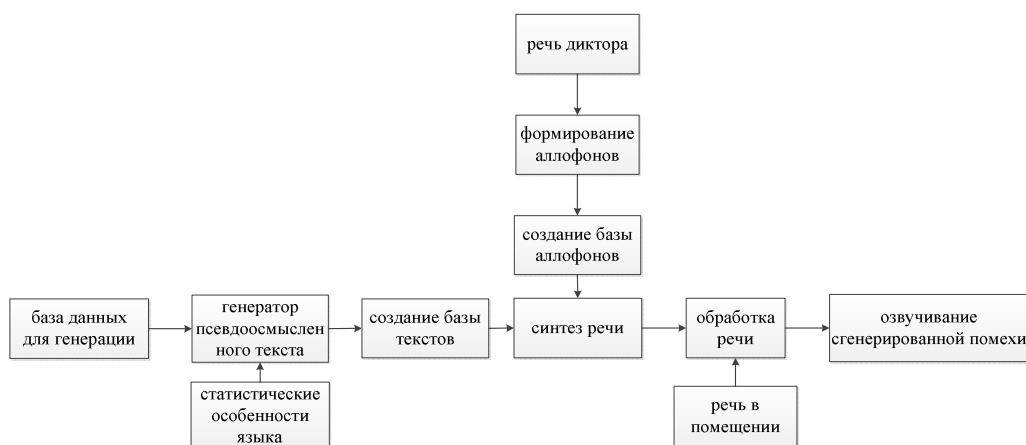 речь диктора
формирование
аллофонов
создание базы
аллофонов
база данных
для генерации
генератор
псевдоосмыслен
ного текста
создание базы
текстов
синтез речи
обработка
речи
озвучивание
сгенерированной помехи
статистические
особенности
языка
речь в
помещении